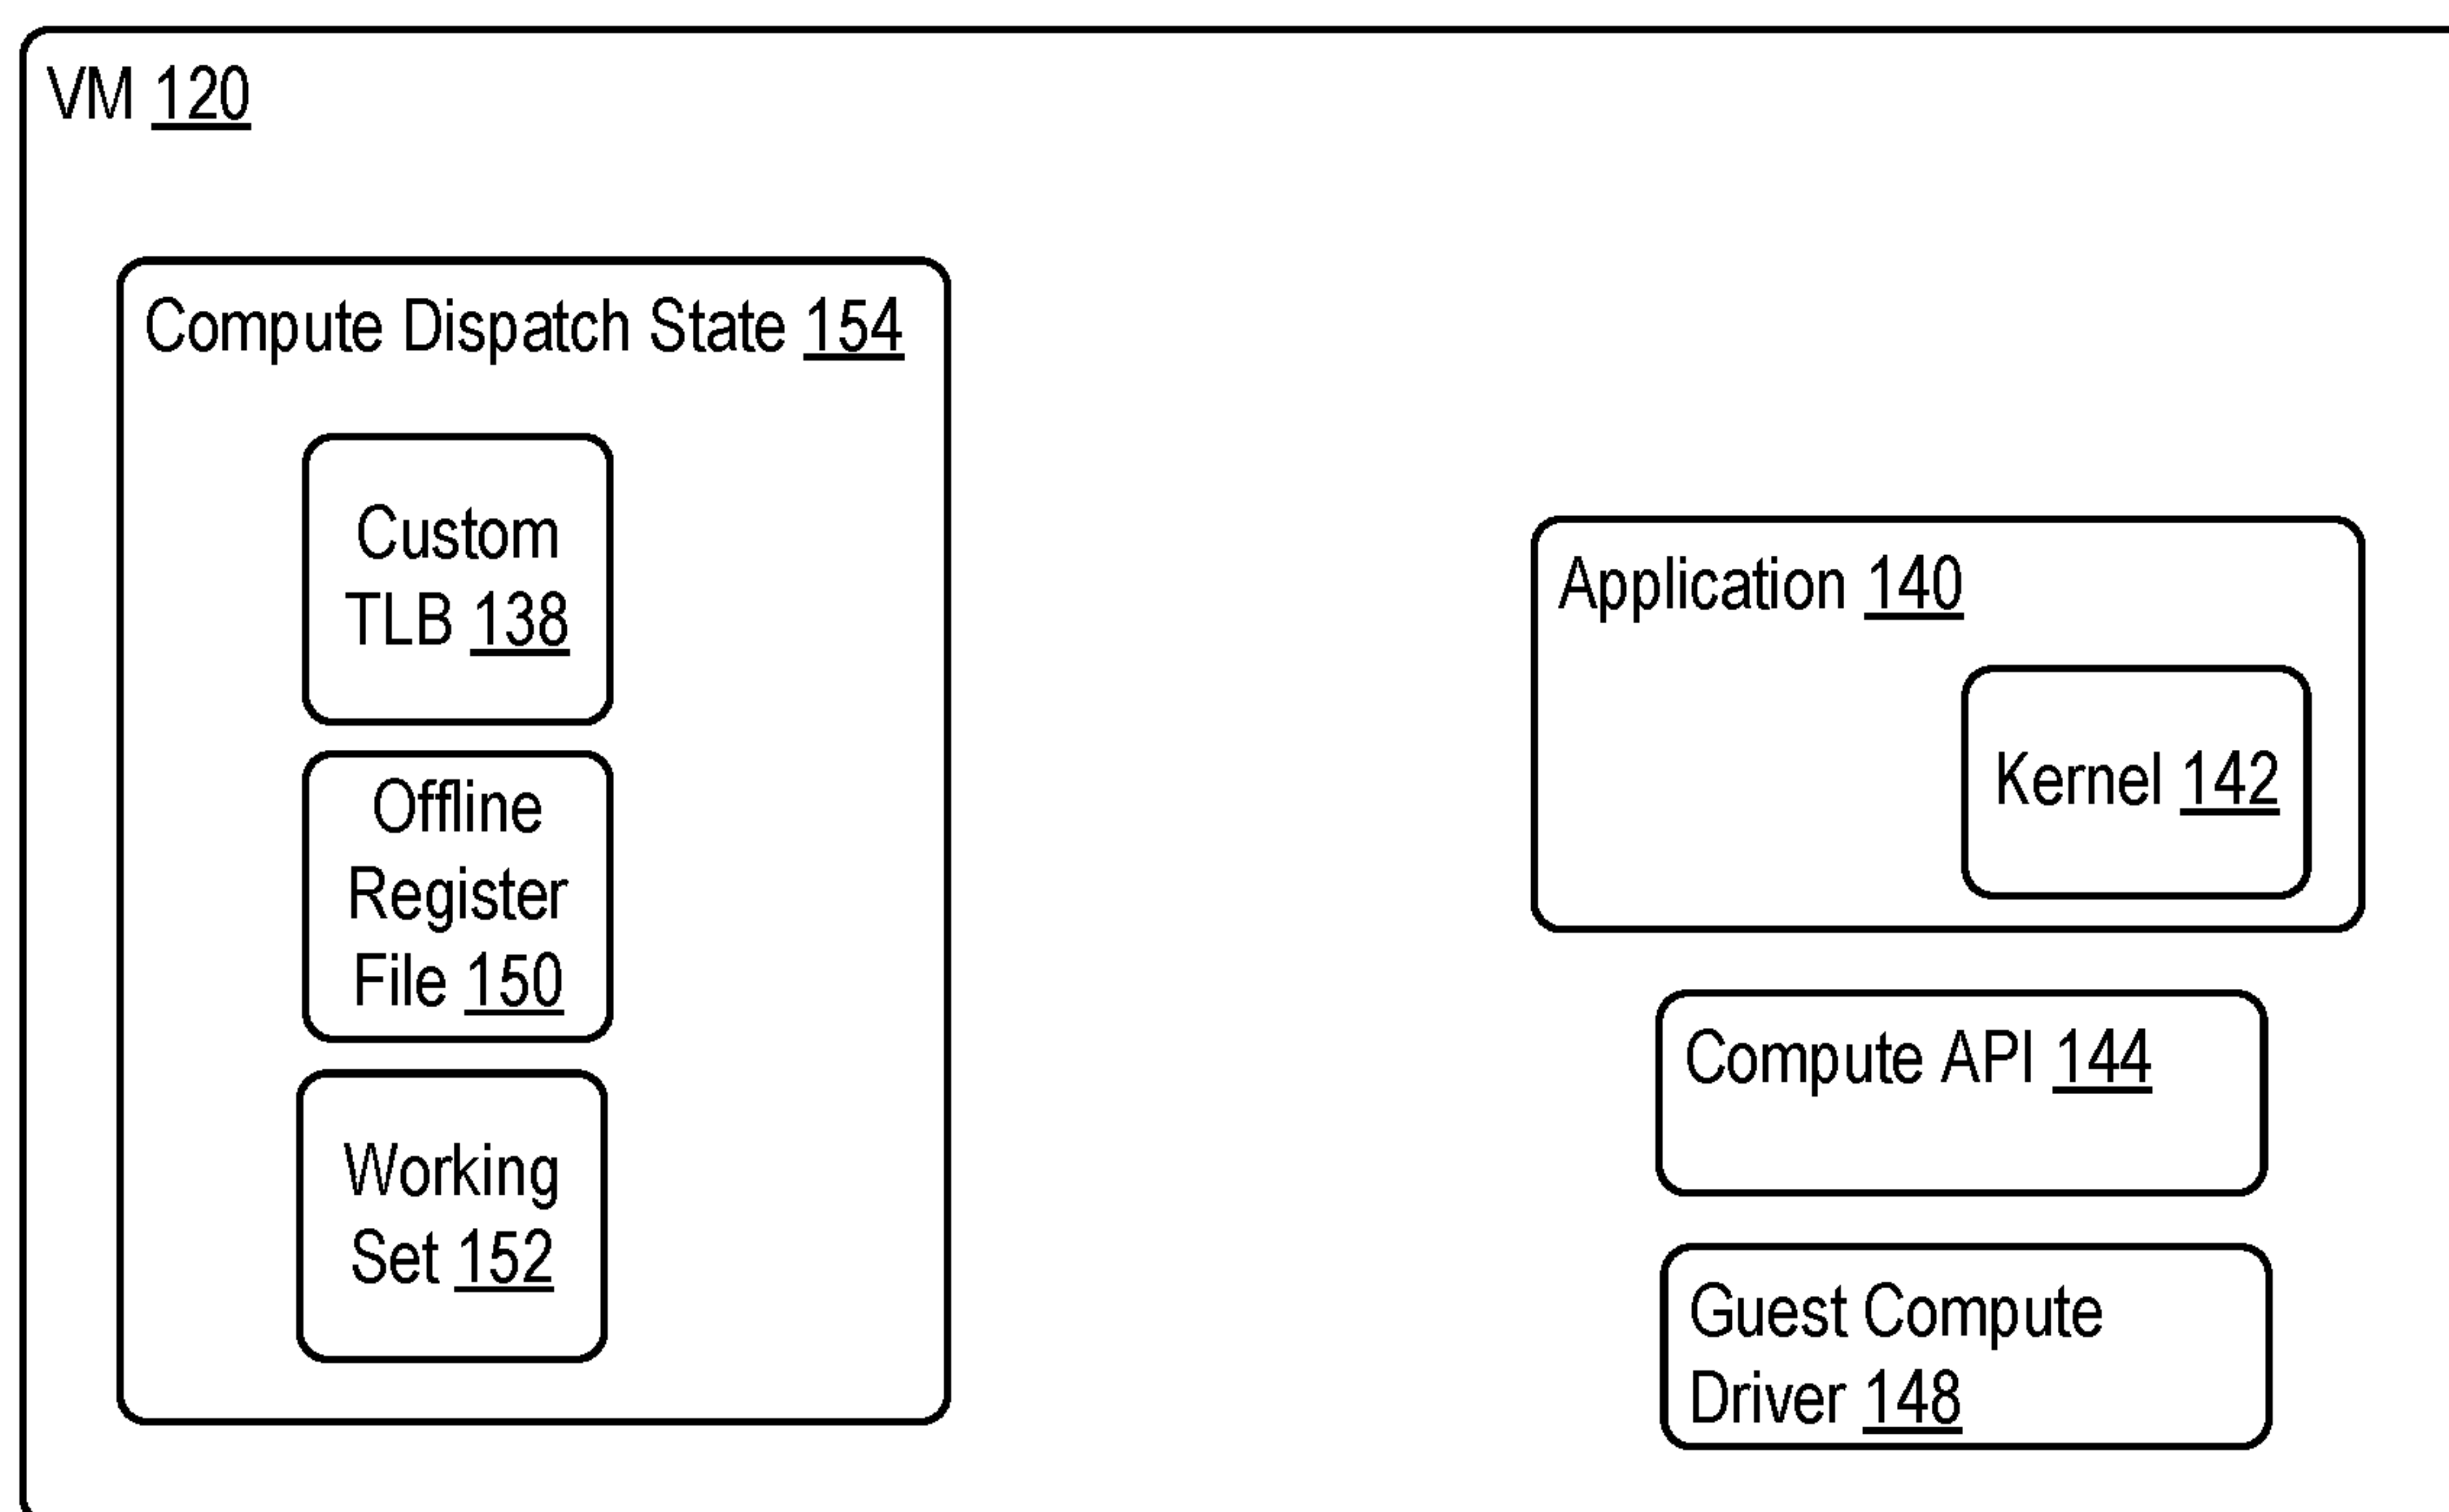 VM 120
Compute Dispatch State 154
Custom
TLB 138
Offline
Register
File 150
Working
Set 152
Application 140
Kernel 142
Compute API 144
Guest Compute
Driver 148